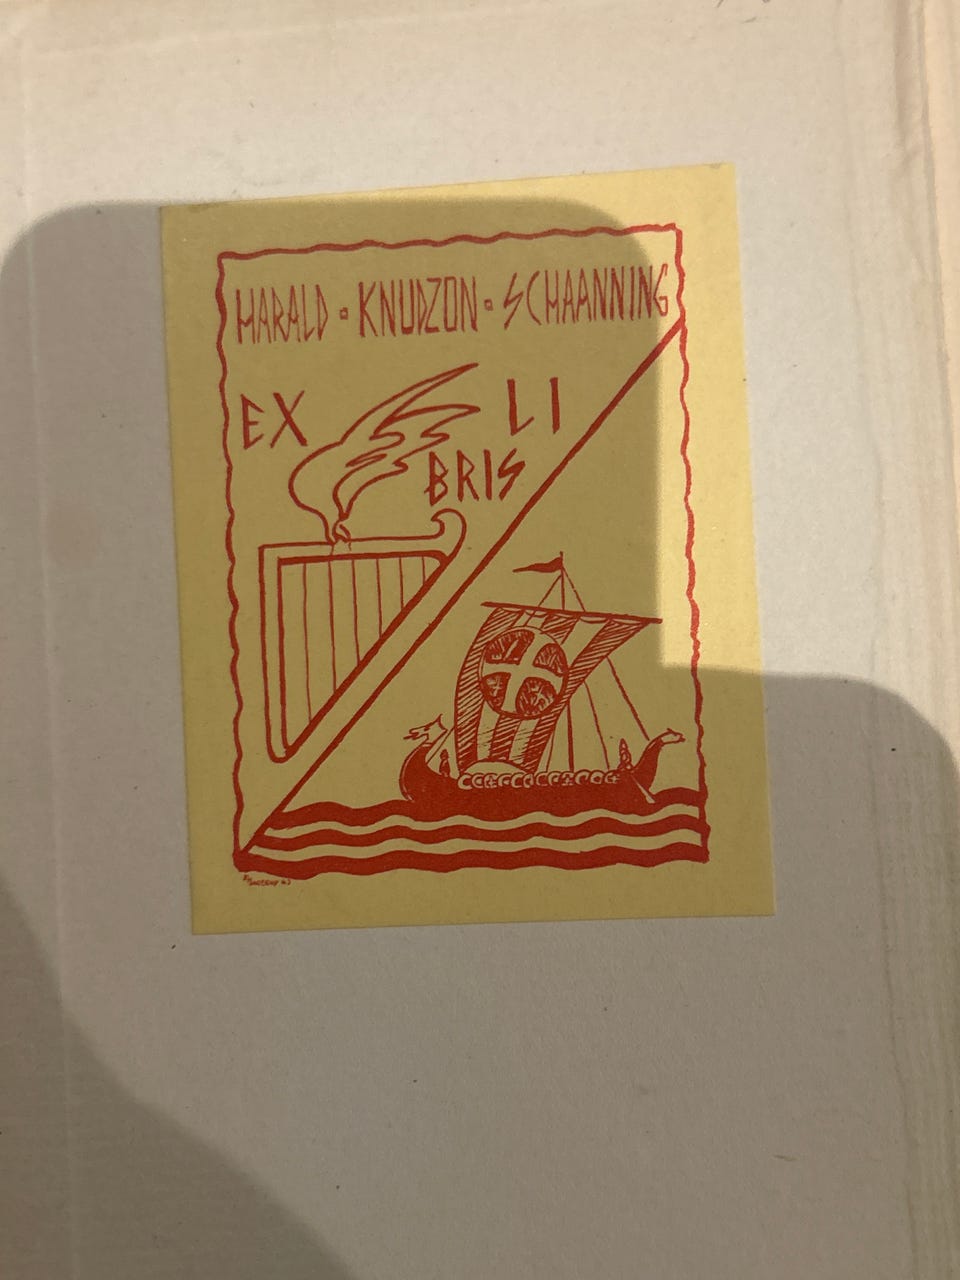 HARALD · KNUDZON · SCHAANNING
EX LI
BRIS